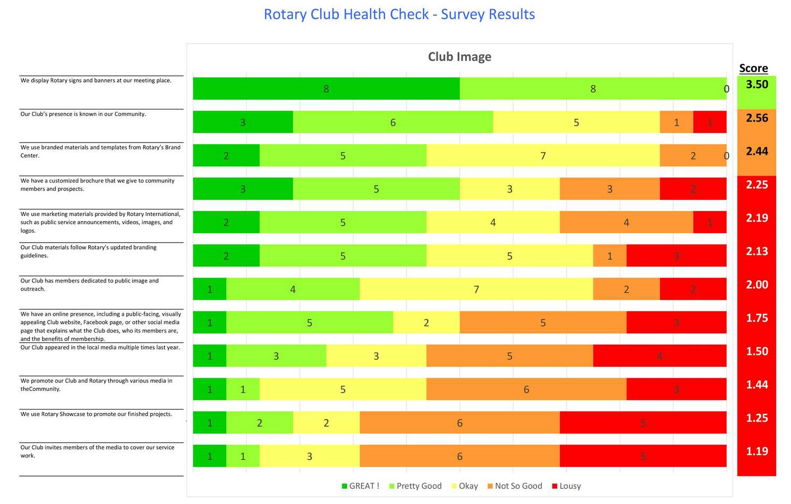 Rotary Club Health Check - Survey Results
Club Image
Score
We display Rotary signs and banners at our meeting place.
8 8 0 3.50
Our Club's presence is known in our Community.
3 6 5 1 1 2.56
We use branded materials and templates from Rotary's Brand
Center.
2 5 7 2 0 2.44
We have a customized brochure that we give to community
members and prospects.
3 5 3 3 2 2.25
We use marketing materials provided by Rotary International,
such as public service announcements, videos, images, and
logos.
2 5 4 4 1 2.19
Our Club materials follow Rotary's updated branding
guidelines.
2 5 5 1 3 2.13
Our Club has members dedicated to public image and
outreach.
1 4 7 2 2 2.00
We have an online presence, including a public-facing, visually
appealing Club website, Facebook page, or other social media
page that explains what the Club does, who its members are,
and the benefits of membership.
1 5 2 5 3 1.75
Our Club appeared in the local media multiple times last year.
1 3 3 5 4 1.50
We promote our Club and Rotary through various media in
theCommunity.
1 1 5 6 3 1.44
We use Rotary Showcase to promote our finished projects.
1 2 2 6 5 1.25
Our Club invites members of the media to cover our service
work.
1 1 3 6 5 1.19
GREAT ! Pretty Good Okay Not So Good Lousy